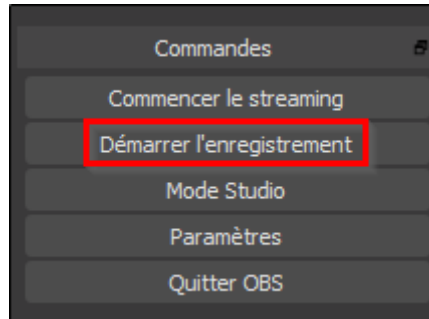 Commandes
Commencer le streaming
Démarrer l'enregistrement
Mode Studio
Paramètres
Quitter OBS